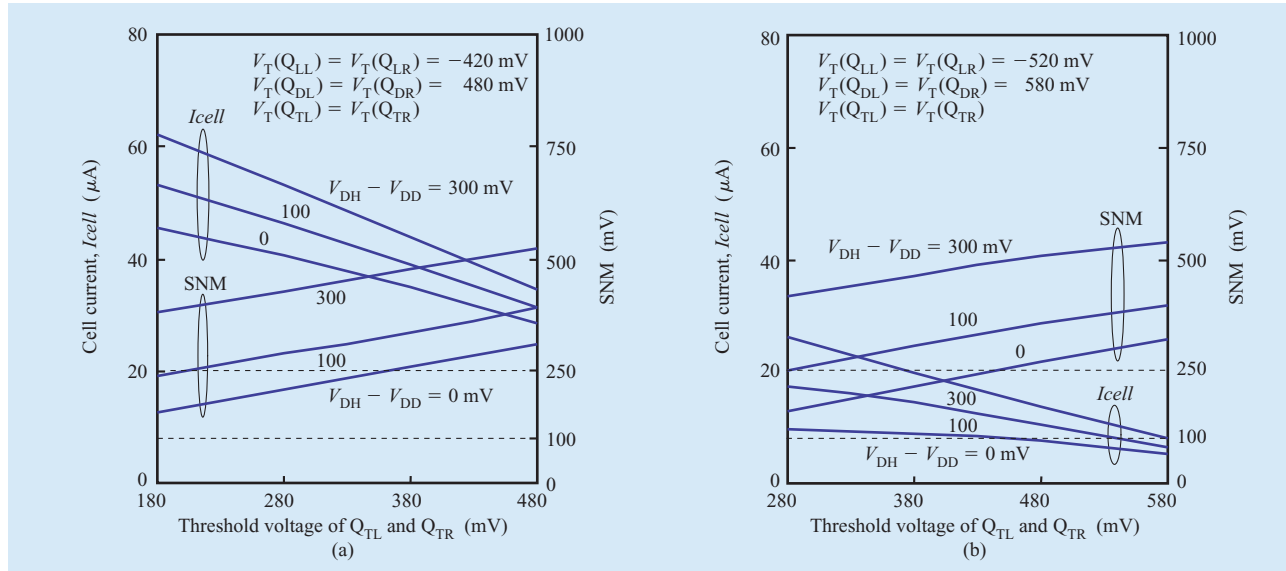 80
60
40
20
0
Cell current, Icell (μA)
V_T(Q_LL) = V_T(Q_LR) = −420 mV
V_T(Q_DL) = V_T(Q_DR) = 480 mV
V_T(Q_TL) = V_T(Q_TR)
Icell
V_DH − V_DD = 300 mV
100
0
SNM
300
100
V_DH − V_DD = 0 mV
1000
750
500
250
100
0
SNM (mV)
180
280
380
480
Threshold voltage of Q_TL and Q_TR (mV)
(a)
80
60
40
20
0
Cell current, Icell (μA)
V_T(Q_LL) = V_T(Q_LR) = −520 mV
V_T(Q_DL) = V_T(Q_DR) = 580 mV
V_T(Q_TL) = V_T(Q_TR)
SNM
V_DH − V_DD = 300 mV
100
0
Icell
300
100
V_DH − V_DD = 0 mV
1000
750
500
250
100
0
SNM (mV)
280
380
480
580
Threshold voltage of Q_TL and Q_TR (mV)
(b)